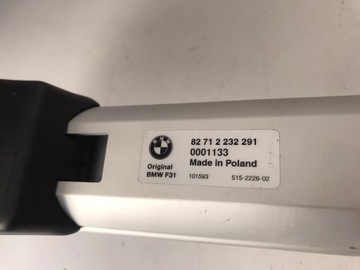 82 71 2 232 291
0001133
Original Made in Poland
BMW F31 101593 515-2226-02